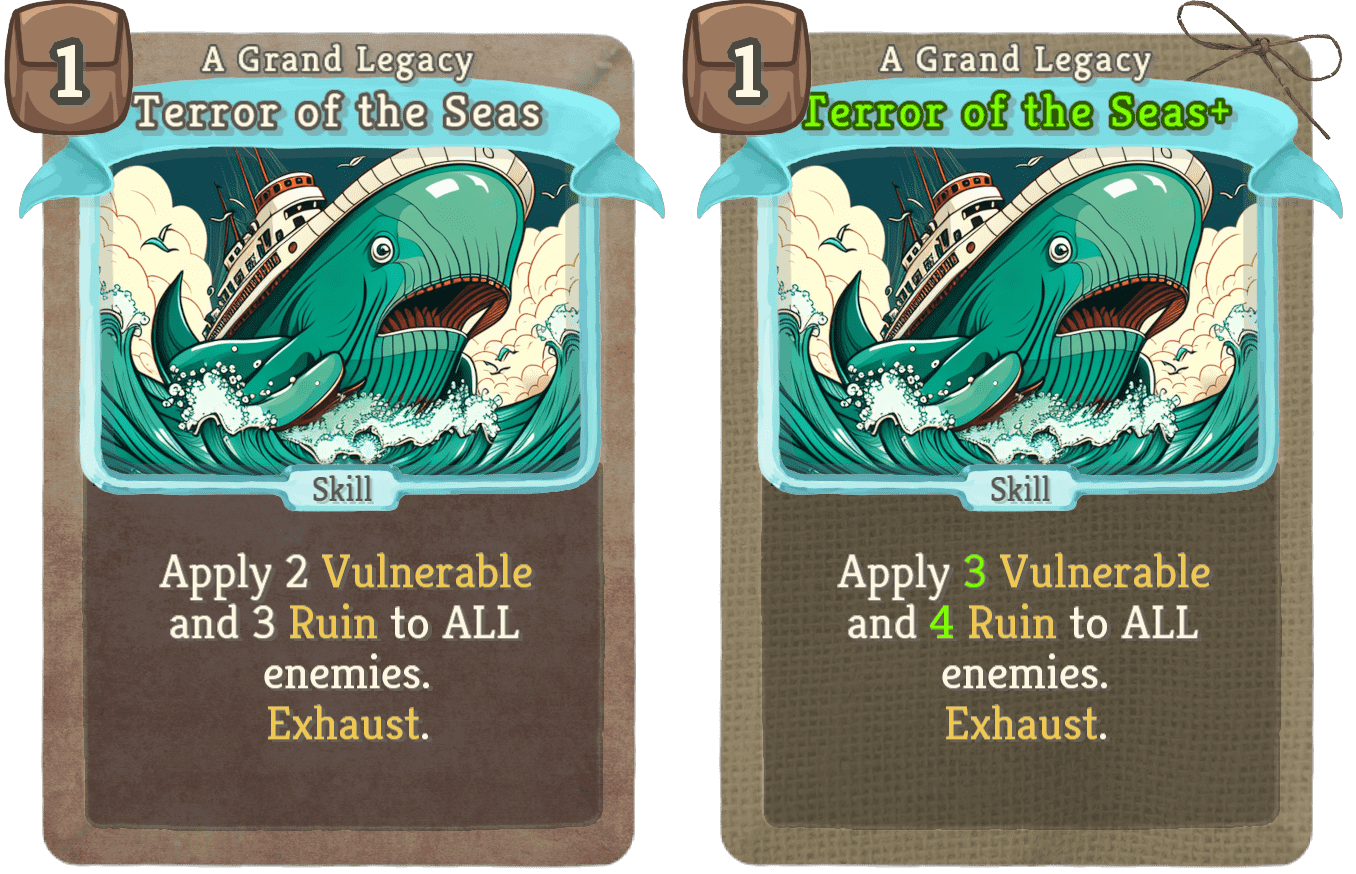 1
A Grand Legacy
Terror of the Seas
Skill
Apply 2 Vulnerable
and 3 Ruin to ALL
enemies.
Exhaust.
1
A Grand Legacy
Terror of the Seas+
Skill
Apply 3 Vulnerable
and 4 Ruin to ALL
enemies.
Exhaust.